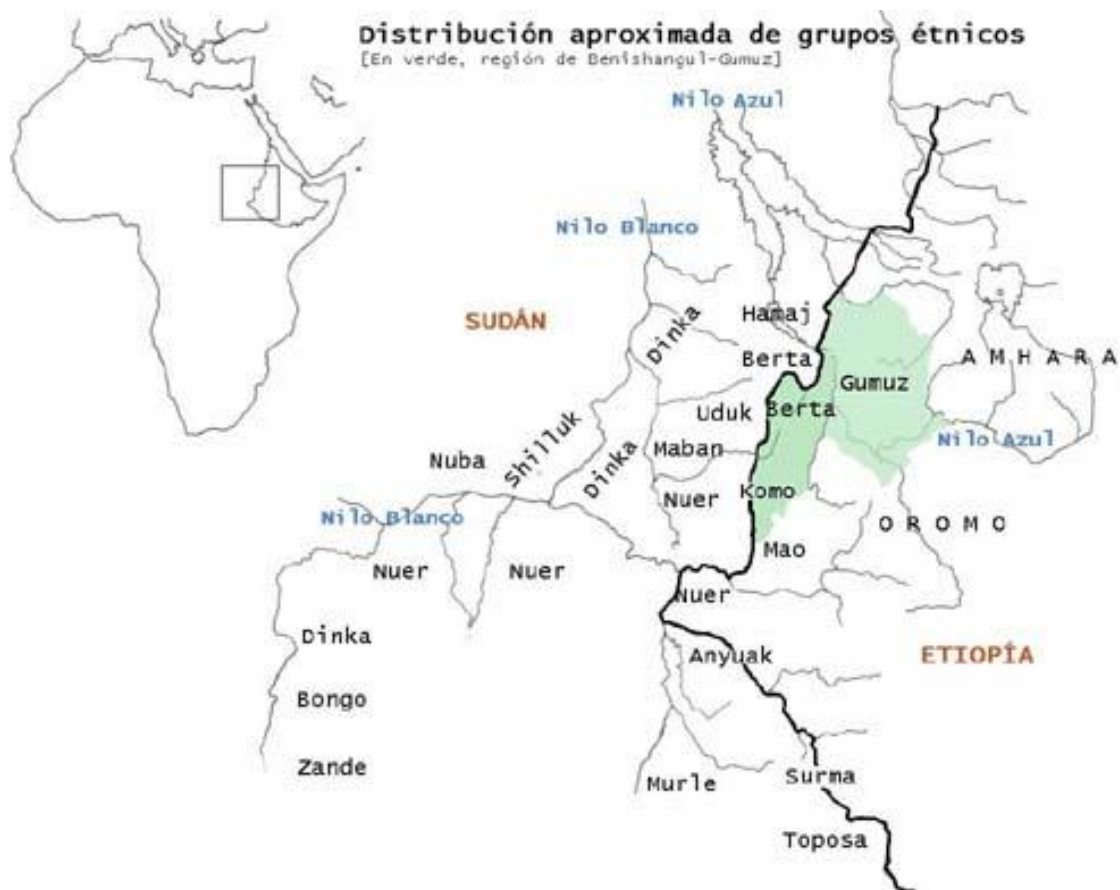 Distribución aproximada de grupos étnicos
[En verde, región de Benishangul-Gumuz]
Nilo Azul
Nilo Blanco
SUDÁN
Hamaj
Dinka
Berta
AMHARA
Gumuz
Uduk
Berta
Nilo Azul
Maban
Shilluk
Nuba
Dinka
Nuer
Komo
Nilo Blanco
OROMO
Mao
Nuer
Nuer
Nuer
Dinka
Anyuak
ETIOPÍA
Bongo
Zande
Murle
Surma
Toposa